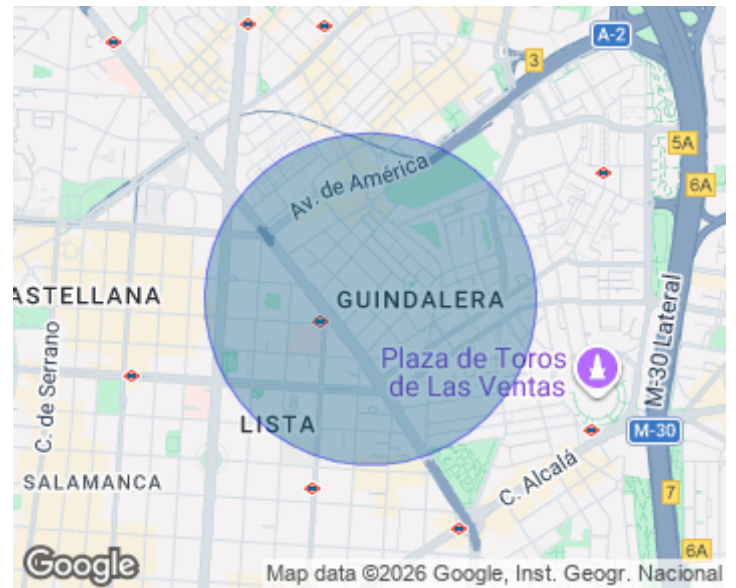 A-2
3
5A
6A
Av. de América
ASTELLANA
GUINDALERA
M-30 Lateral
Plaza de Toros
de Las Ventas
C. de Serrano
LISTA
M-30
C. Alcalá
SALAMANCA
7
6A
Google
Map data ©2026 Google, Inst. Geogr. Nacional